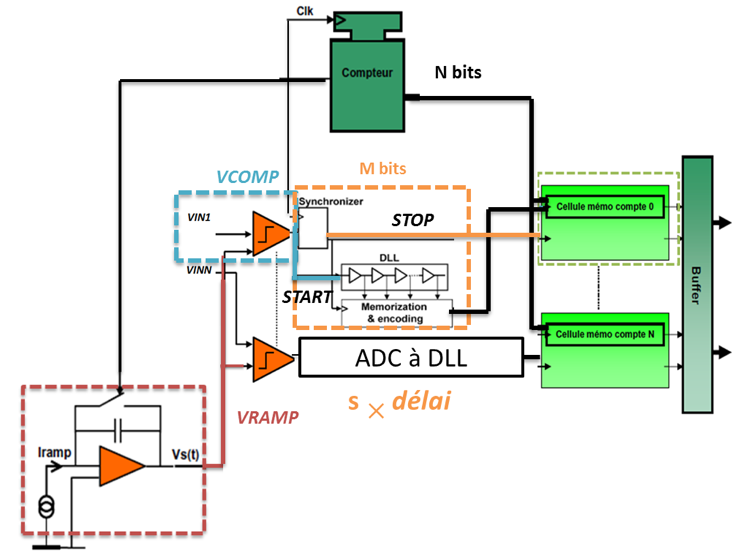 Clk
Compteur
N bits
M bits
VCOMP
Synchronizer
VIN1
STOP
Cellule mémo compte 0
DLL
VINN
START
Memorization
& encoding
Buffer
Cellule mémo compte N
ADC à DLL
VRAMP
s × délai
Iramp
Vs(t)